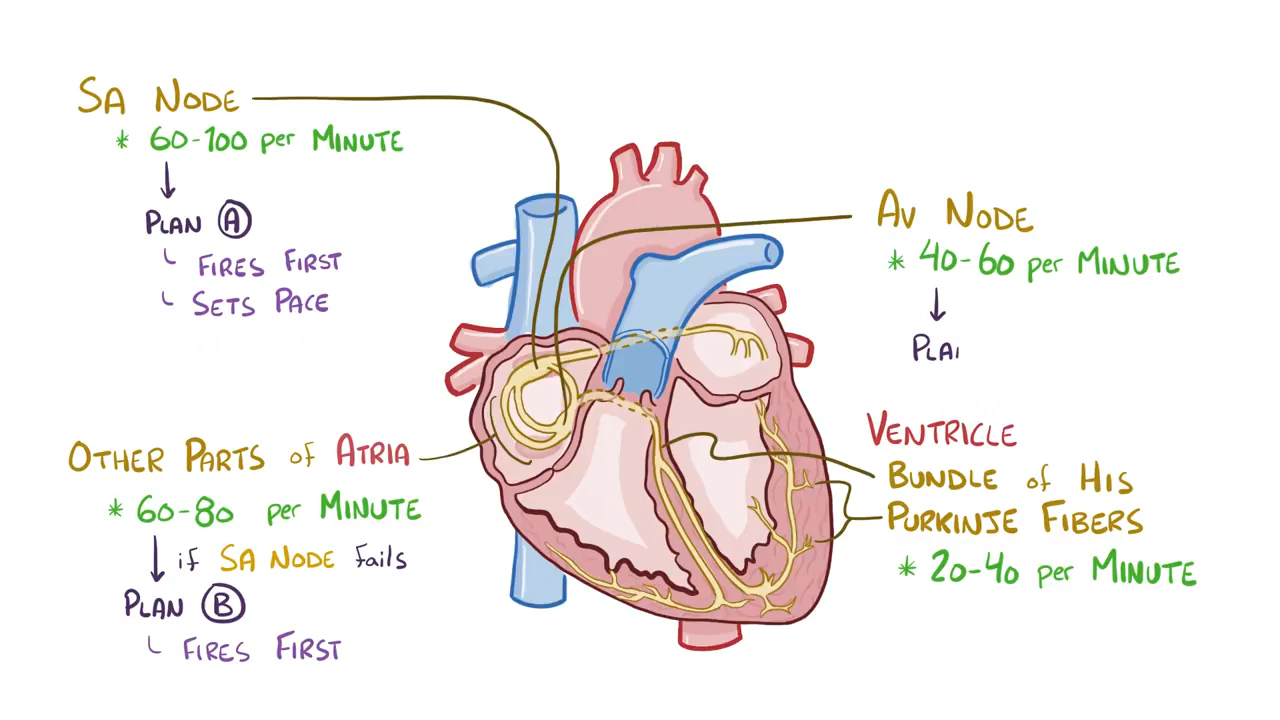 SA NODE
* 60-100 per MINUTE
PLAN A
FIRES FIRST
SETS PACE
OTHER PARTS of ATRIA
* 60-80 per MINUTE
if SA NODE fails
PLAN B
FIRES FIRST
AV NODE
* 40-60 per MINUTE
VENTRICLE
BUNDLE of HIS
PURKINJE FIBERS
* 20-40 per MINUTE